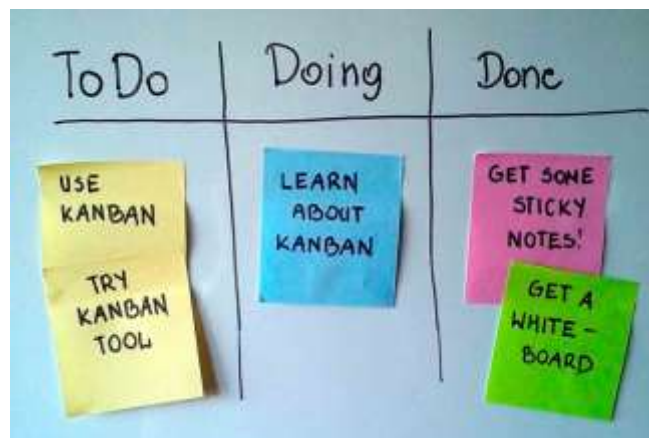 To Do
Doing
Done
USE
KANBAN
TRY
KANBAN
TOOL
LEARN
ABOUT
KANBAN
GET SOME
STICKY
NOTES!
GET A
WHITE-
BOARD